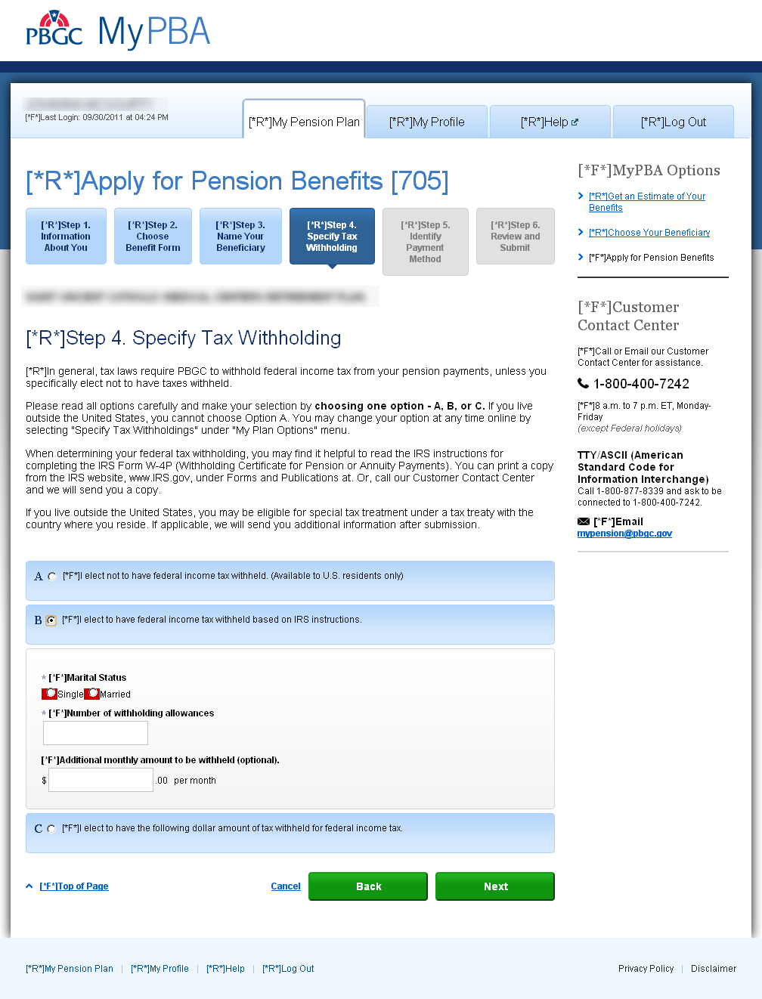 PBGC MyPBA
[*F*]Last Login: 09/30/2011 at 04:24 PM
[*R*]My Pension Plan
[*R*]My Profile
[*R*]Help
[*R*]Log Out
[*R*]Apply for Pension Benefits [705]
[*R*]Step 1.
Information
About You
[*R*]Step 2.
Choose
Benefit Form
[*R*]Step 3.
Name Your
Beneficiary
[*R*]Step 4.
Specify Tax
Withholding
[*R*]Step 5.
Identify
Payment
Method
[*R*]Step 6.
Review and
Submit
[*R*]Step 4. Specify Tax Withholding
[*R*]In general, tax laws require PBGC to withhold federal income tax from your pension payments, unless you
specifically elect not to have taxes withheld.
Please read all options carefully and make your selection by choosing one option - A, B, or C. If you live
outside the United States, you cannot choose Option A. You may change your option at any time online by
selecting "Specify Tax Withholdings" under "My Plan Options" menu.
When determining your federal tax withholding, you may find it helpful to read the IRS instructions for
completing the IRS Form W-4P (Withholding Certificate for Pension or Annuity Payments). You can print a copy
from the IRS website, www.IRS.gov, under Forms and Publications at. Or, call our Customer Contact Center
and we will send you a copy.
If you live outside the United States, you may be eligible for special tax treatment under a tax treaty with the
country where you reside. If applicable, we will send you additional information after submission.
A [*F*]I elect not to have federal income tax withheld. (Available to U.S. residents only)
B [*F*]I elect to have federal income tax withheld based on IRS instructions.
* [*F*]Marital Status
Single Married
* [*F*]Number of withholding allowances
[*F*]Additional monthly amount to be withheld (optional).
$ .00 per month
C [*F*]I elect to have the following dollar amount of tax withheld for federal income tax.
[*F*]Top of Page
Cancel
Back
Next
[*F*]MyPBA Options
[*R*]Get an Estimate of Your
Benefits
[*R*]Choose Your Beneficiary
[*F*]Apply for Pension Benefits
[*F*]Customer
Contact Center
[*F*]Call or Email our Customer
Contact Center for assistance.
1-800-400-7242
[*F*]8 a.m. to 7 p.m. ET, Monday-
Friday
(except Federal holidays)
TTY/ASCII (American
Standard Code for
Information Interchange)
Call 1-800-877-8339 and ask to be
connected to 1-800-400-7242.
[*F*]Email
mypension@pbgc.gov
[*R*]My Pension Plan | [*R*]My Profile | [*R*]Help | [*R*]Log Out
Privacy Policy | Disclaimer